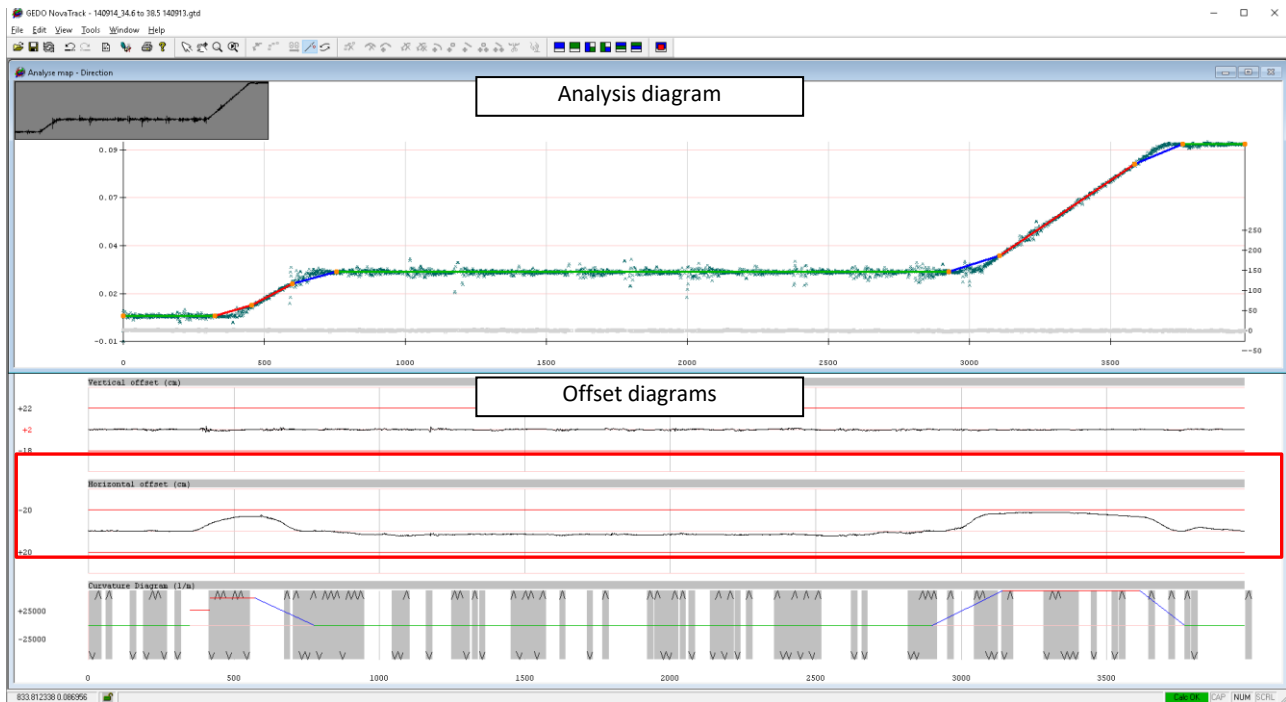 GEDO NovaTrack - 140914_34.6 to 38.5 140913.gtd
File Edit View Tools Window Help
Analyse map - Direction
Analysis diagram
0.09
0.07
0.04
0.02
-0.01
250
200
150
100
50
0
-50
0 500 1000 1500 2000 2500 3000 3500
Vertical offset (cm)
Offset diagrams
+22
+2
-18
Horizontal offset (cm)
-20
+20
Curvature Diagram (1/m)
+25000
-25000
0 500 1000 1500 2000 2500 3000 3500
833.812338 0.086956
Calc OK CAP NUM SCRL